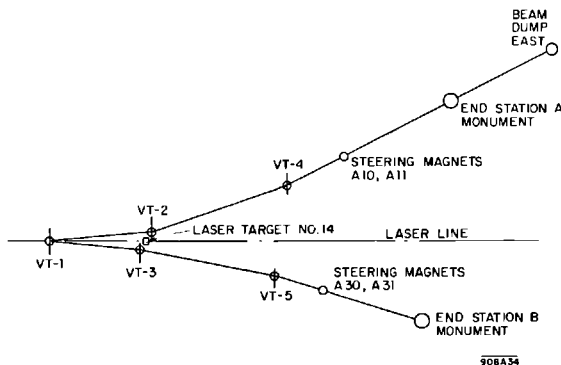 BEAM
DUMP
EAST
END STATION A
MONUMENT
STEERING MAGNETS
A10, A11
VT-4
VT-2
LASER TARGET NO. 14
LASER LINE
VT-1
VT-3
VT-5
STEERING MAGNETS
A30, A31
END STATION B
MONUMENT
908A34